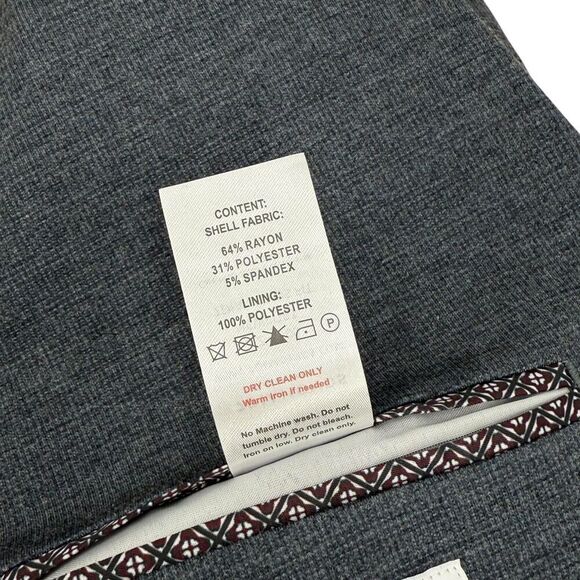 CONTENT:
SHELL FABRIC:
64% RAYON
31% POLYESTER
5% SPANDEX
LINING:
100% POLYESTER
P
DRY CLEAN ONLY
Warm iron if needed
No Machine wash. Do not
tumble dry. Do not bleach.
Iron on low. Dry clean only.